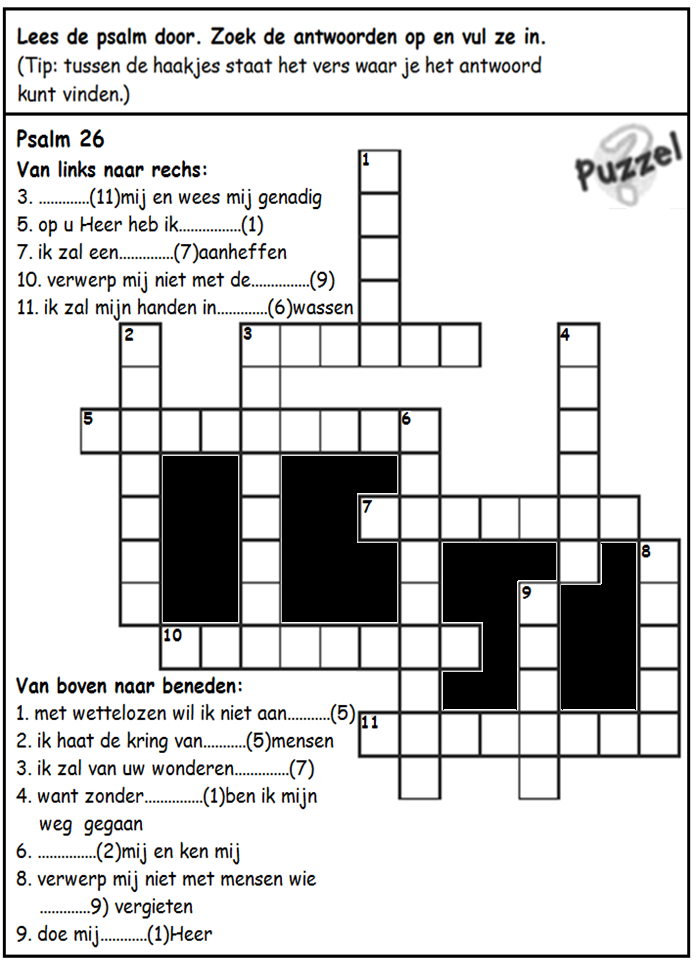 Lees de psalm door. Zoek de antwoorden op en vul ze in.
(Tip: tussen de haakjes staat het vers waar je het antwoord
kunt vinden.)
Psalm 26
Puzzel
?
Van links naar rechs:
3. .............(11)mij en wees mij genadig
5. op u Heer heb ik................(1)
7. ik zal een..............(7)aanheffen
10. verwerp mij niet met de...............(9)
11. ik zal mijn handen in.............(6)wassen
1
2
3
4
5
6
7
8
9
10
11
Van boven naar beneden:
1. met wettelozen wil ik niet aan...........(5)
2. ik haat de kring van...........(5)mensen
3. ik zal van uw wonderen..............(7)
4. want zonder...............(1)ben ik mijn
weg gegaan
6. ...............(2)mij en ken mij
8. verwerp mij niet met mensen wie
.............9) vergieten
9. doe mij............(1)Heer